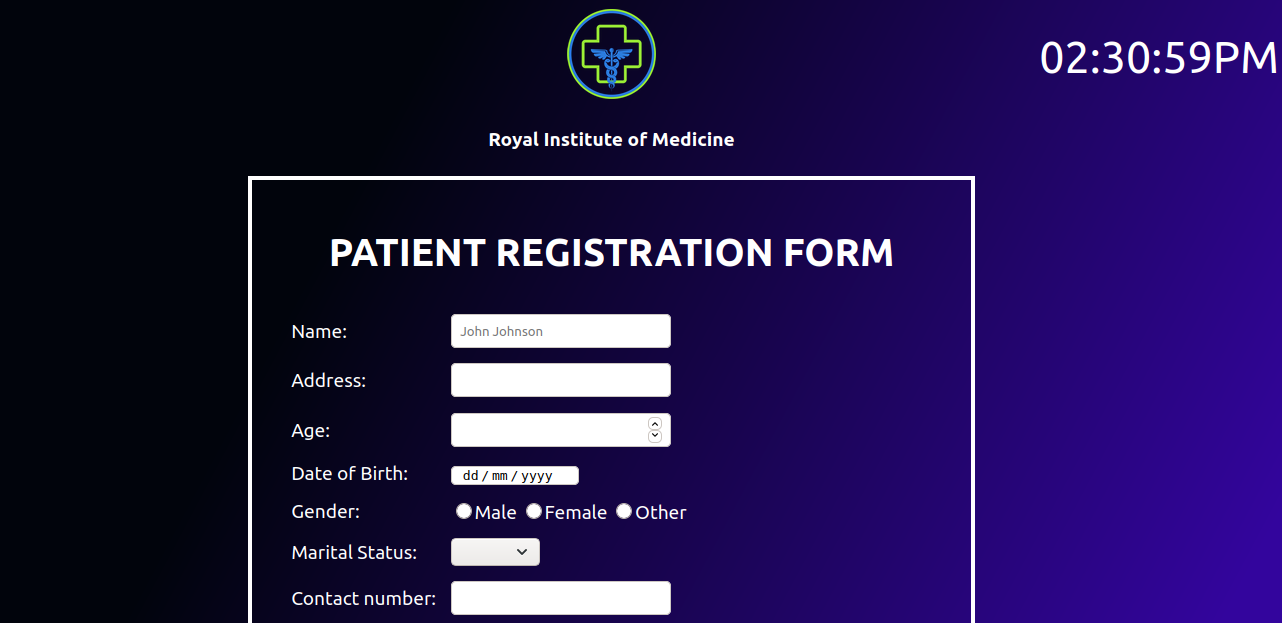 02:30:59PM
Royal Institute of Medicine
PATIENT REGISTRATION FORM
Name: John Johnson
Address:
Age:
Date of Birth: dd / mm / yyyy
Gender: Male Female Other
Marital Status:
Contact number: